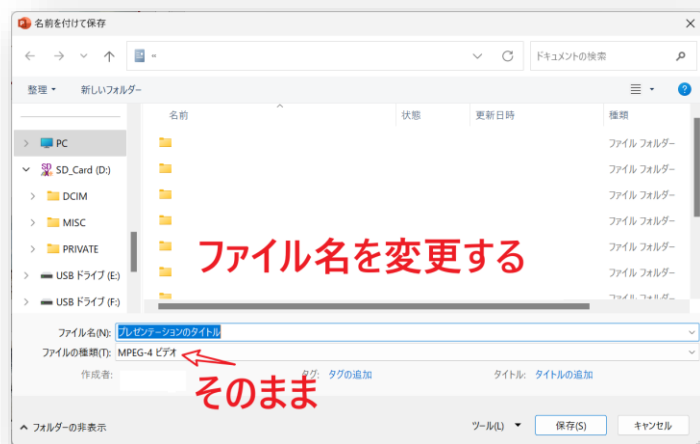 名前を付けて保存
ドキュメントの検索
整理 新しいフォルダー
名前 状態 更新日時 種類
PC
SD_Card (D:)
DCIM
MISC
PRIVATE
USB ドライブ (E:)
USB ドライブ (F:)
ファイル フォルダー
ファイル フォルダー
ファイル フォルダー
ファイル フォルダー
ファイル フォルダー
ファイル フォルダー
ファイル フォルダー
ファイル名を変更する
ファイル名(N): プレゼンテーションのタイトル
ファイルの種類(T): MPEG-4 ビデオ
作成者: タグ: タグの追加 タイトル: タイトルの追加
そのまま
フォルダーの非表示 ツール(L) 保存(S) キャンセル